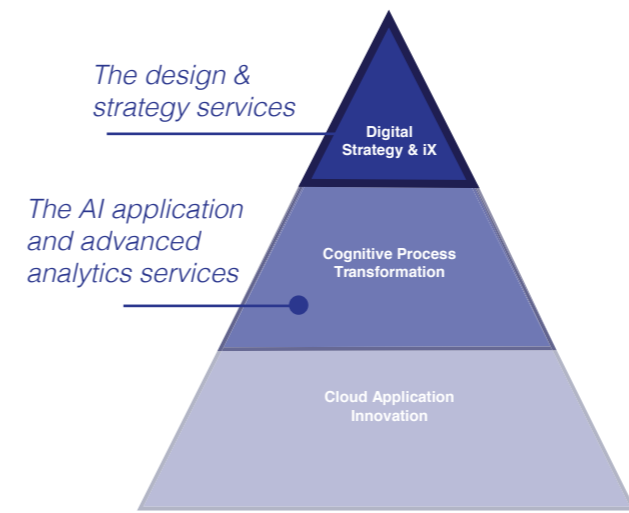 The design &
strategy services
Digital
Strategy & iX
The AI application
and advanced
analytics services
Cognitive Process
Transformation
Cloud Application
Innovation